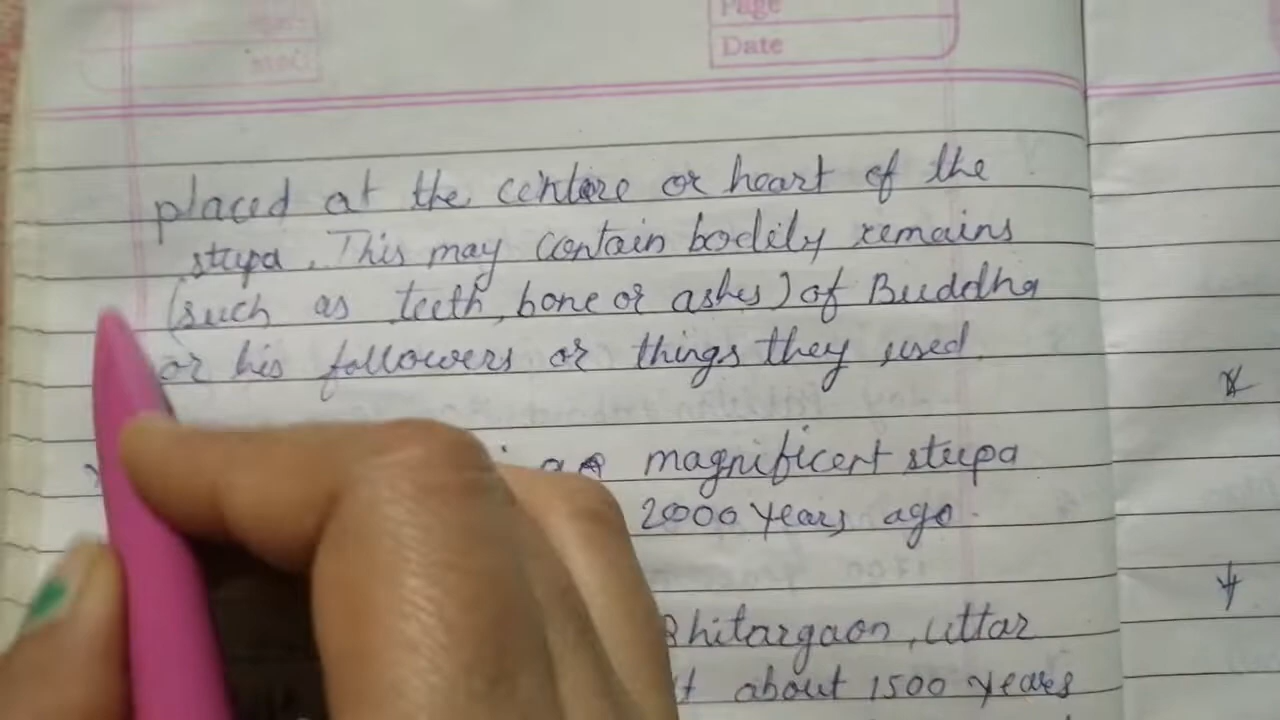 Page
Date
placed at the centre or heart of the
stupa. This may contain bodily remains
(such as teeth, bone or ashes) of Buddha
or his followers or things they used.
magnificent stupa
2000 years ago.
Bhitargaon, Uttar
about 1500 years